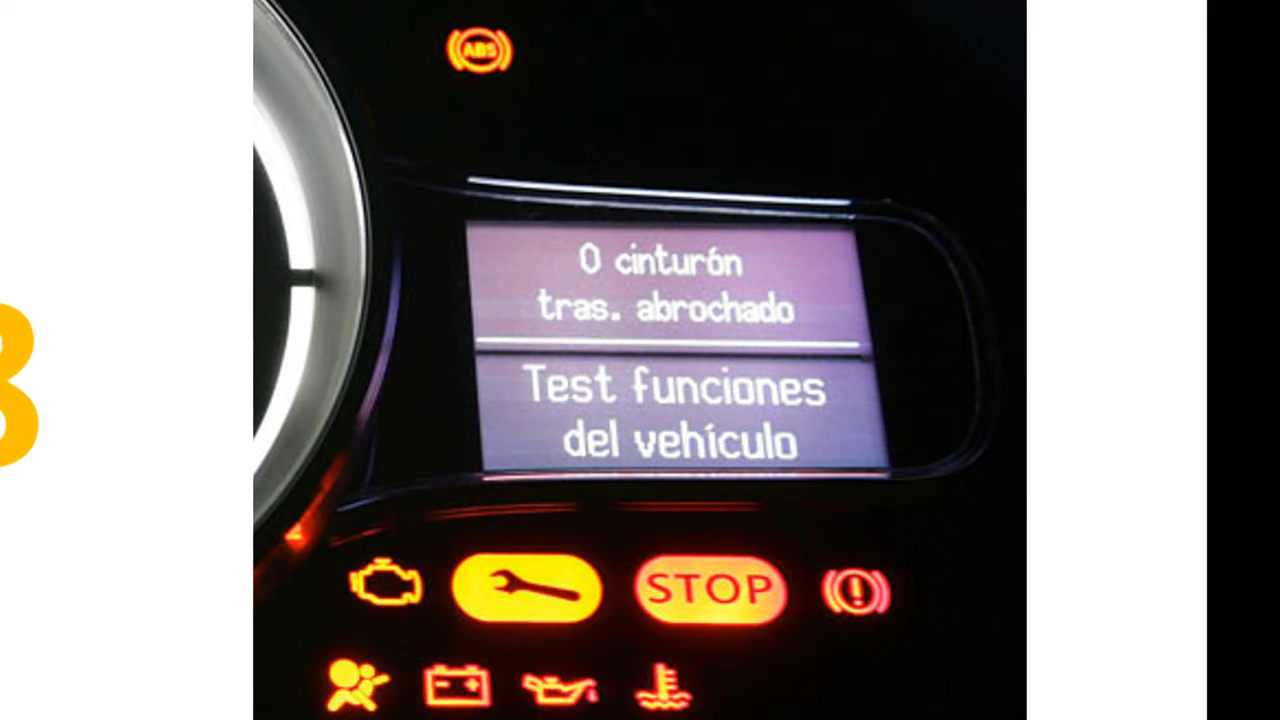 ABS
0 cinturón
tras. abrochado
Test funciones
del vehículo
STOP